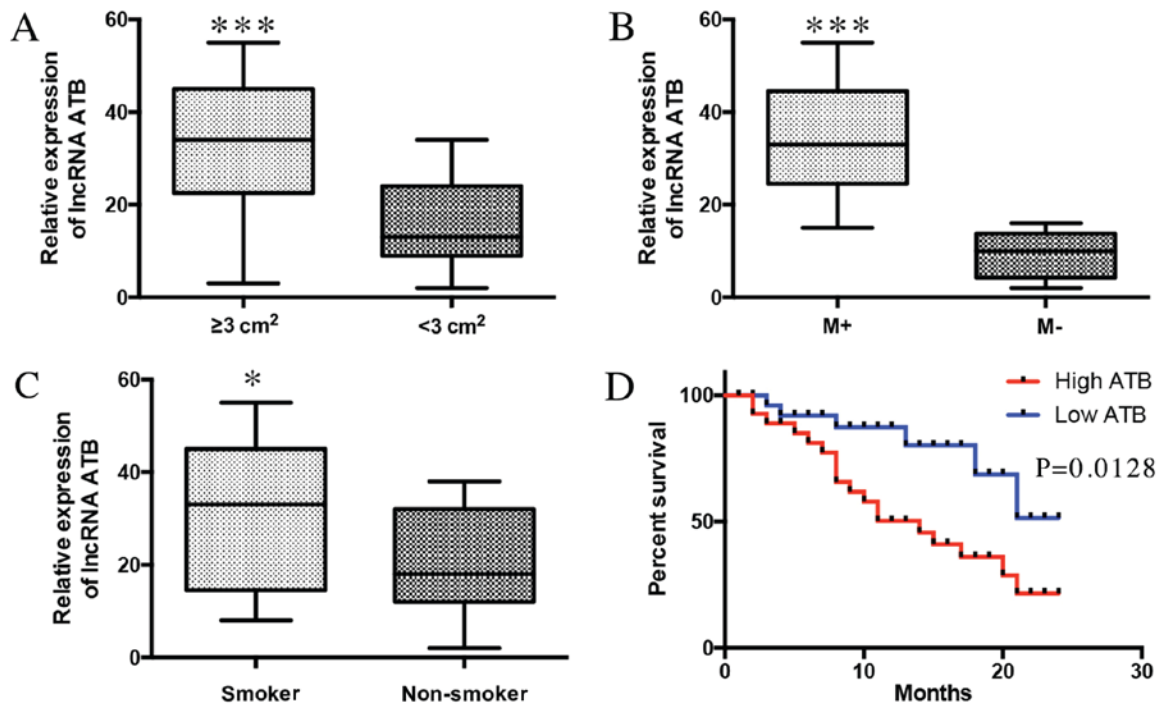 A
60
40
20
0
Relative expression
of lncRNA ATB
***
≥3 cm²
<3 cm²
B
60
40
20
0
Relative expression
of lncRNA ATB
***
M+
M-
C
60
40
20
0
Relative expression
of lncRNA ATB
*
Smoker
Non-smoker
D
100
50
0
Percent survival
High ATB
Low ATB
P=0.0128
0
10
20
30
Months